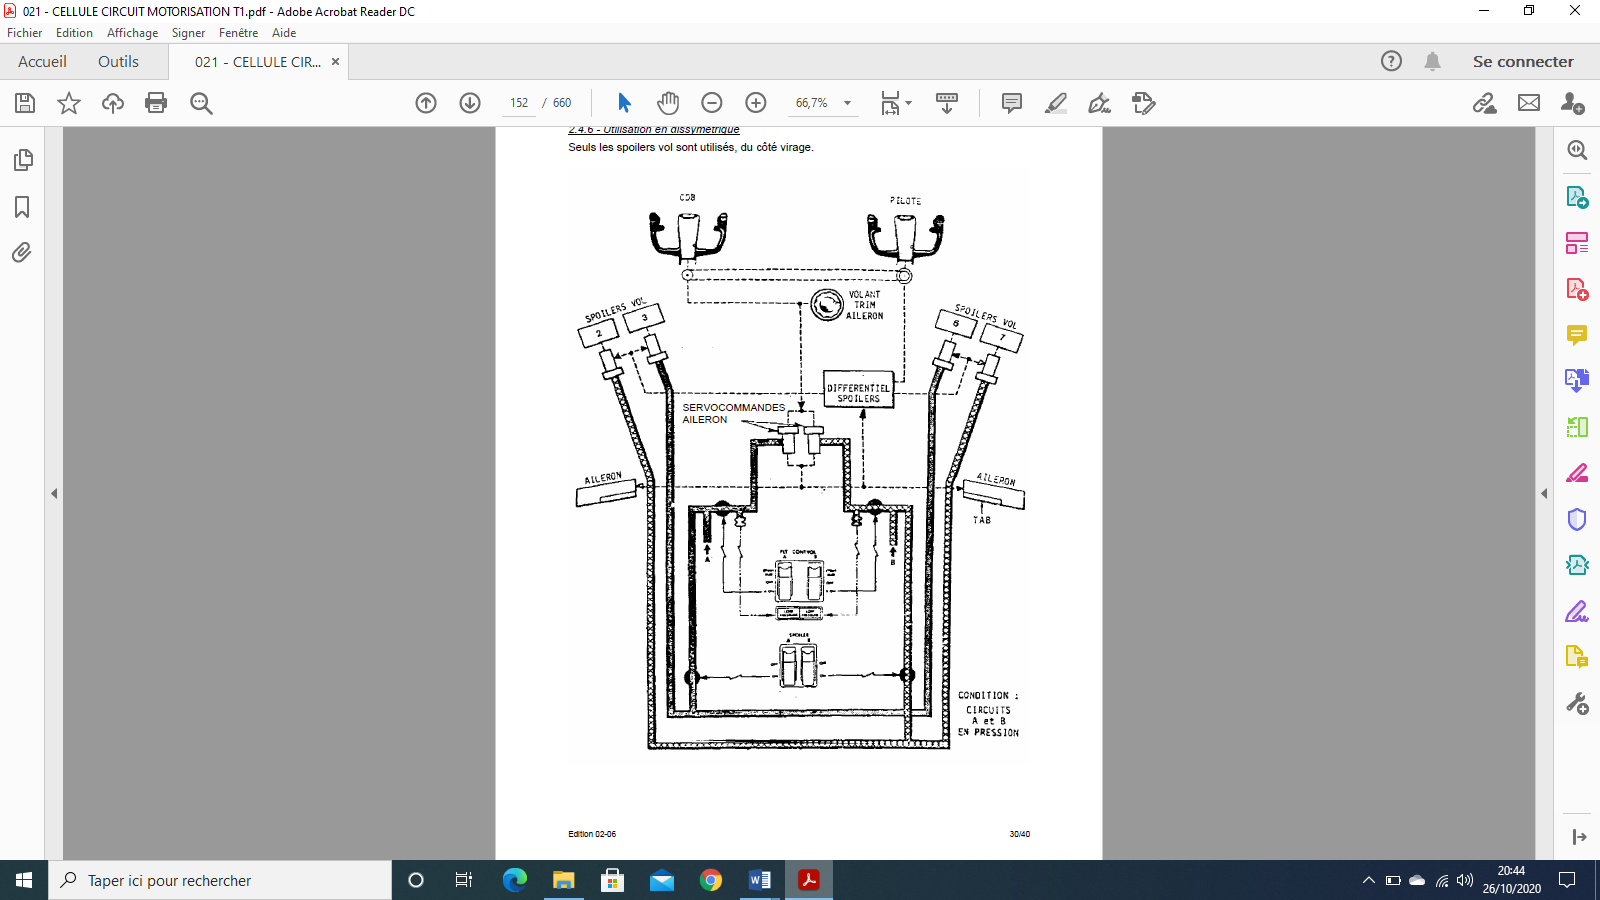 021 - CELLULE CIRCUIT MOTORISATION T1.pdf - Adobe Acrobat Reader DC
Fichier Edition Affichage Signer Fenêtre Aide
Accueil Outils 021 - CELLULE CIR... × Se connecter
152 / 660 66,7%
2.4.6 - Utilisation en dissymétrique
Seuls les spoilers vol sont utilisés, du côté virage.
CDB PILOTE
VOLANT
TRIM
AILERON
SPOILERS VOL
2 3
SPOILERS VOL
6 7
DIFFERENTIEL
SPOILERS
SERVOCOMMANDES
AILERON
AILERON
AILERON
TAB
A B
FLT CONTROL
A B
SPOILER
A B
CONDITION :
CIRCUITS
A et B
EN PRESSION
Edition 02-06 30/40
Taper ici pour rechercher
20:44
26/10/2020